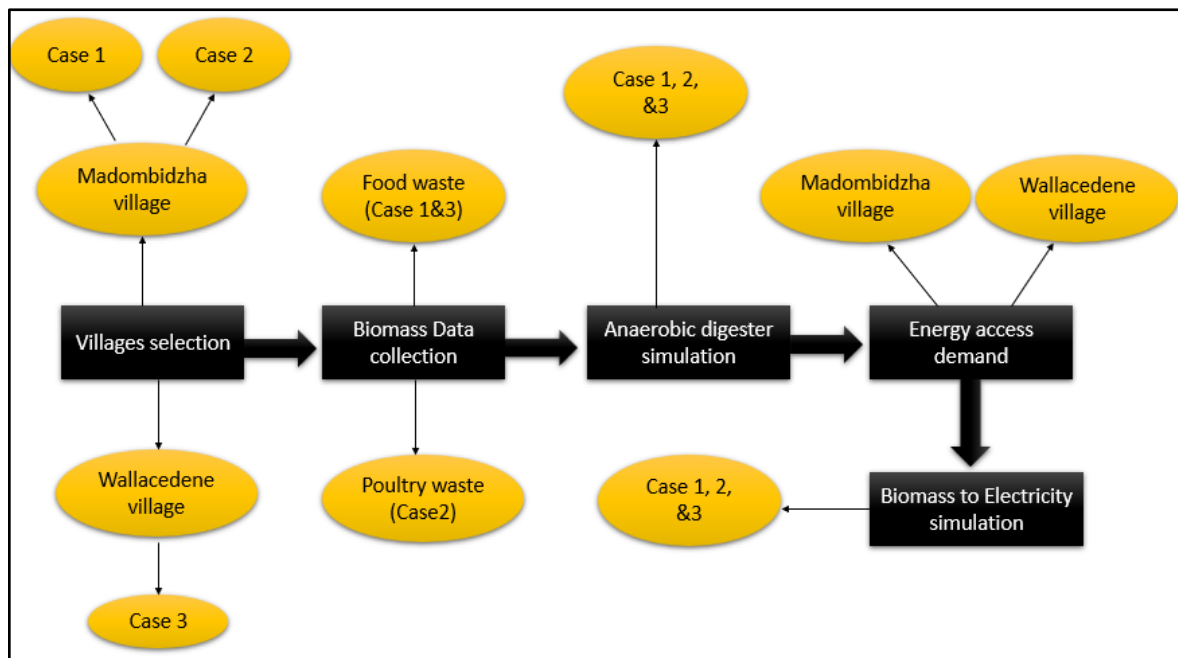 Case 1
Case 2
Madombidzha
village
Villages selection
Wallacedene
village
Case 3
Food waste
(Case 1&3)
Biomass Data
collection
Poultry waste
(Case2)
Case 1, 2,
&3
Anaerobic digester
simulation
Madombidzha
village
Wallacedene
village
Energy access
demand
Biomass to Electricity
simulation
Case 1, 2,
&3